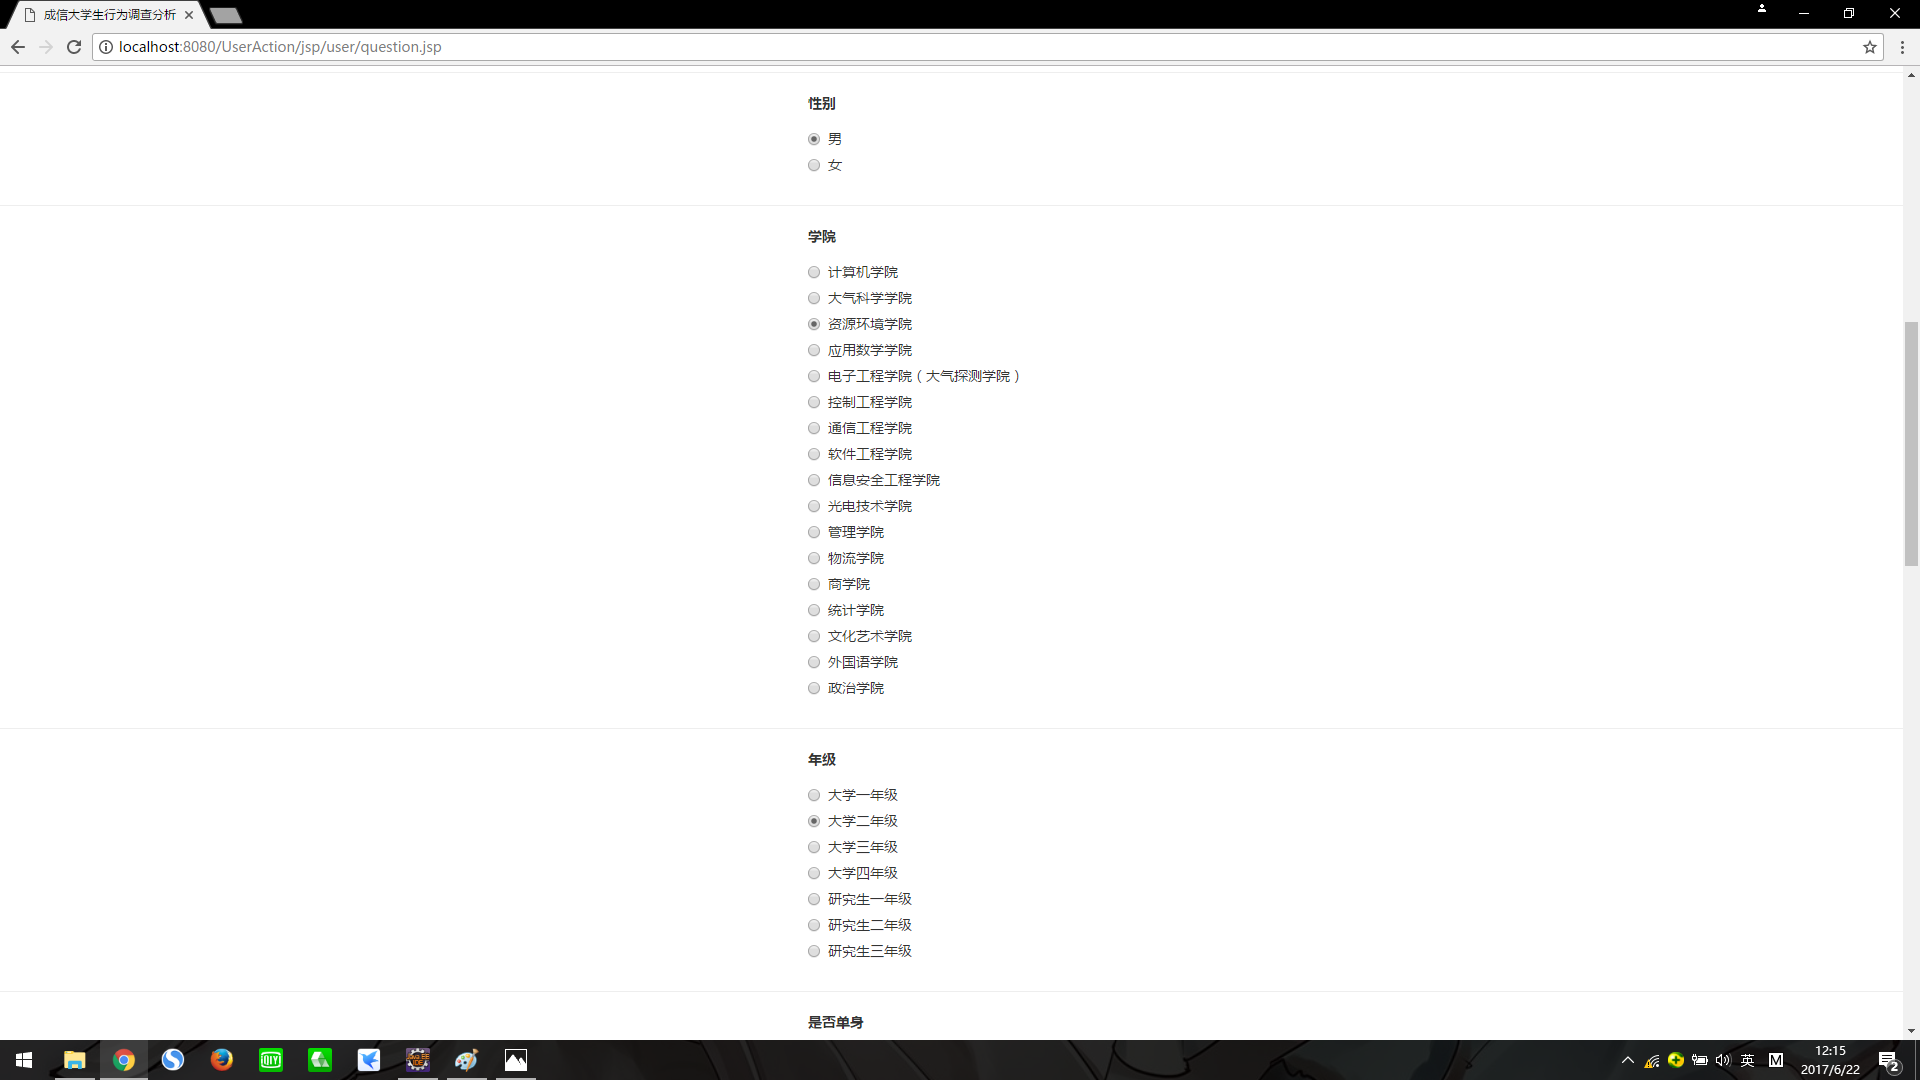 成信大学生行为调查分析
localhost:8080/UserAction/jsp/user/question.jsp
性别
男
女
学院
计算机学院
大气科学学院
资源环境学院
应用数学学院
电子工程学院（大气探测学院）
控制工程学院
通信工程学院
软件工程学院
信息安全工程学院
光电技术学院
管理学院
物流学院
商学院
统计学院
文化艺术学院
外国语学院
政治学院
年级
大学一年级
大学二年级
大学三年级
大学四年级
研究生一年级
研究生二年级
研究生三年级
是否单身
QIY
JAVA EE
IDE
英
M
12:15
2017/6/22
2